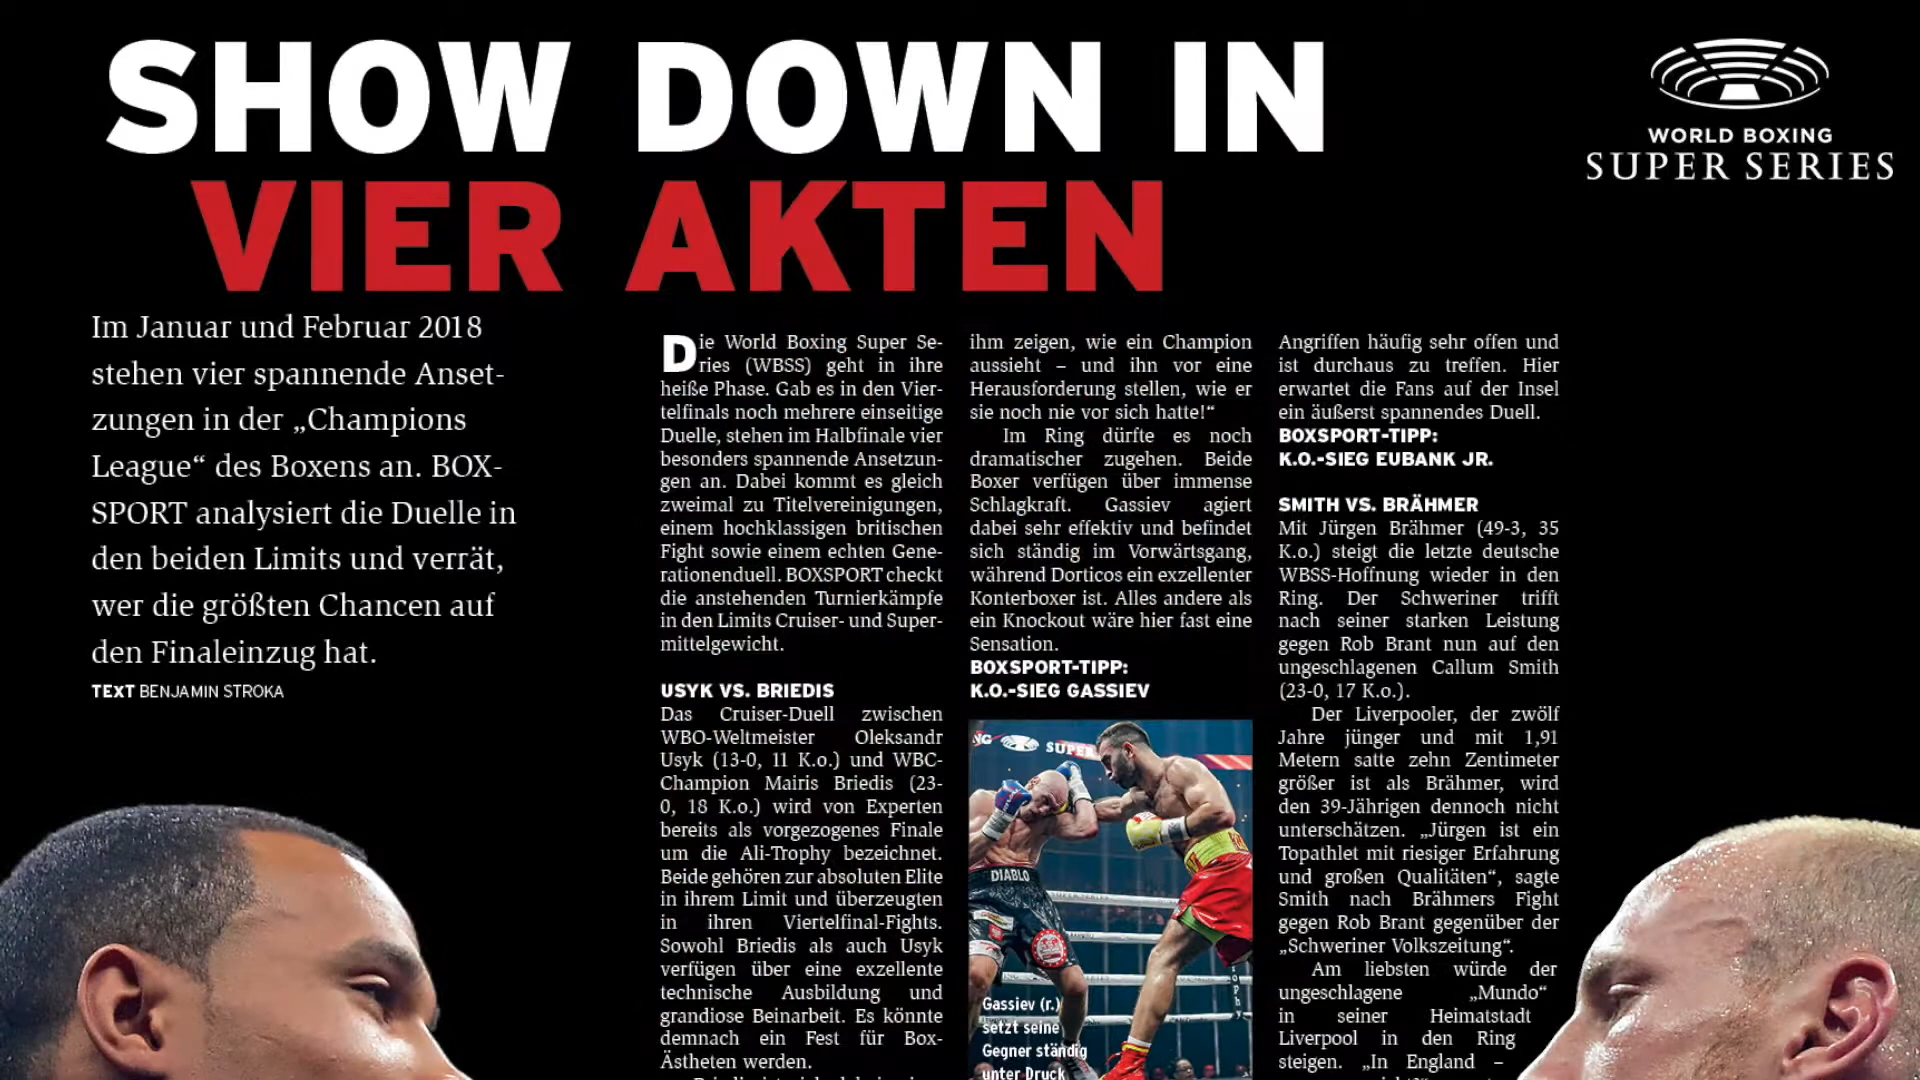 SHOW DOWN IN
VIER AKTEN
WORLD BOXING
SUPER SERIES
Im Januar und Februar 2018
stehen vier spannende Anset-
zungen in der „Champions
League“ des Boxens an. BOX-
SPORT analysiert die Duelle in
den beiden Limits und verrät,
wer die größten Chancen auf
den Finaleinzug hat.
TEXT BENJAMIN STROKA
Die World Boxing Super Se-
ries (WBSS) geht in ihre
heiße Phase. Gab es in den Vier-
telfinals noch mehrere einseitige
Duelle, stehen im Halbfinale vier
besonders spannende Ansetzun-
gen an. Dabei kommt es gleich
zweimal zu Titelvereinigungen,
einem hochklassigen britischen
Fight sowie einem echten Gene-
rationenduell. BOXSPORT checkt
die anstehenden Turnierkämpfe
in den Limits Cruiser- und Super-
mittelgewicht.
USYK VS. BRIEDIS
Das Cruiser-Duell zwischen
WBO-Weltmeister Oleksandr
Usyk (13-0, 11 K.o.) und WBC-
Champion Mairis Briedis (23-
0, 18 K.o.) wird von Experten
bereits als vorgezogenes Finale
um die Ali-Trophy bezeichnet.
Beide gehören zur absoluten Elite
in ihrem Limit und überzeugten
in ihren Viertelfinal-Fights.
Sowohl Briedis als auch Usyk
verfügen über eine exzellente
technische Ausbildung und
grandiose Beinarbeit. Es könnte
demnach ein Fest für Box-
Ästheten werden.
ihm zeigen, wie ein Champion
aussieht – und ihn vor eine
Herausforderung stellen, wie er
sie noch nie vor sich hatte!“
Im Ring dürfte es noch
dramatischer zugehen. Beide
Boxer verfügen über immense
Schlagkraft. Gassiev agiert
dabei sehr effektiv und befindet
sich ständig im Vorwärtsgang,
während Dorticos ein exzellenter
Konterboxer ist. Alles andere als
ein Knockout wäre hier fast eine
Sensation.
BOXSPORT-TIPP:
K.O.-SIEG GASSIEV
NG SUPER
DIABLO
Gassiev (r.)
setzt seine
Gegner ständig
unter Druck
Angriffen häufig sehr offen und
ist durchaus zu treffen. Hier
erwartet die Fans auf der Insel
ein äußerst spannendes Duell.
BOXSPORT-TIPP:
K.O.-SIEG EUBANK JR.
SMITH VS. BRÄHMER
Mit Jürgen Brähmer (49-3, 35
K.o.) steigt die letzte deutsche
WBSS-Hoffnung wieder in den
Ring. Der Schweriner trifft
nach seiner starken Leistung
gegen Rob Brant nun auf den
ungeschlagenen Callum Smith
(23-0, 17 K.o.).
Der Liverpooler, der zwölf
Jahre jünger und mit 1,91
Metern satte zehn Zentimeter
größer ist als Brähmer, wird
den 39-Jährigen dennoch nicht
unterschätzen. „Jürgen ist ein
Topathlet mit riesiger Erfahrung
und großen Qualitäten“, sagte
Smith nach Brähmers Fight
gegen Rob Brant gegenüber der
„Schweriner Volkszeitung“.
Am liebsten würde der
ungeschlagene „Mundo“
in seiner Heimatstadt
Liverpool in den Ring
steigen. „In England –